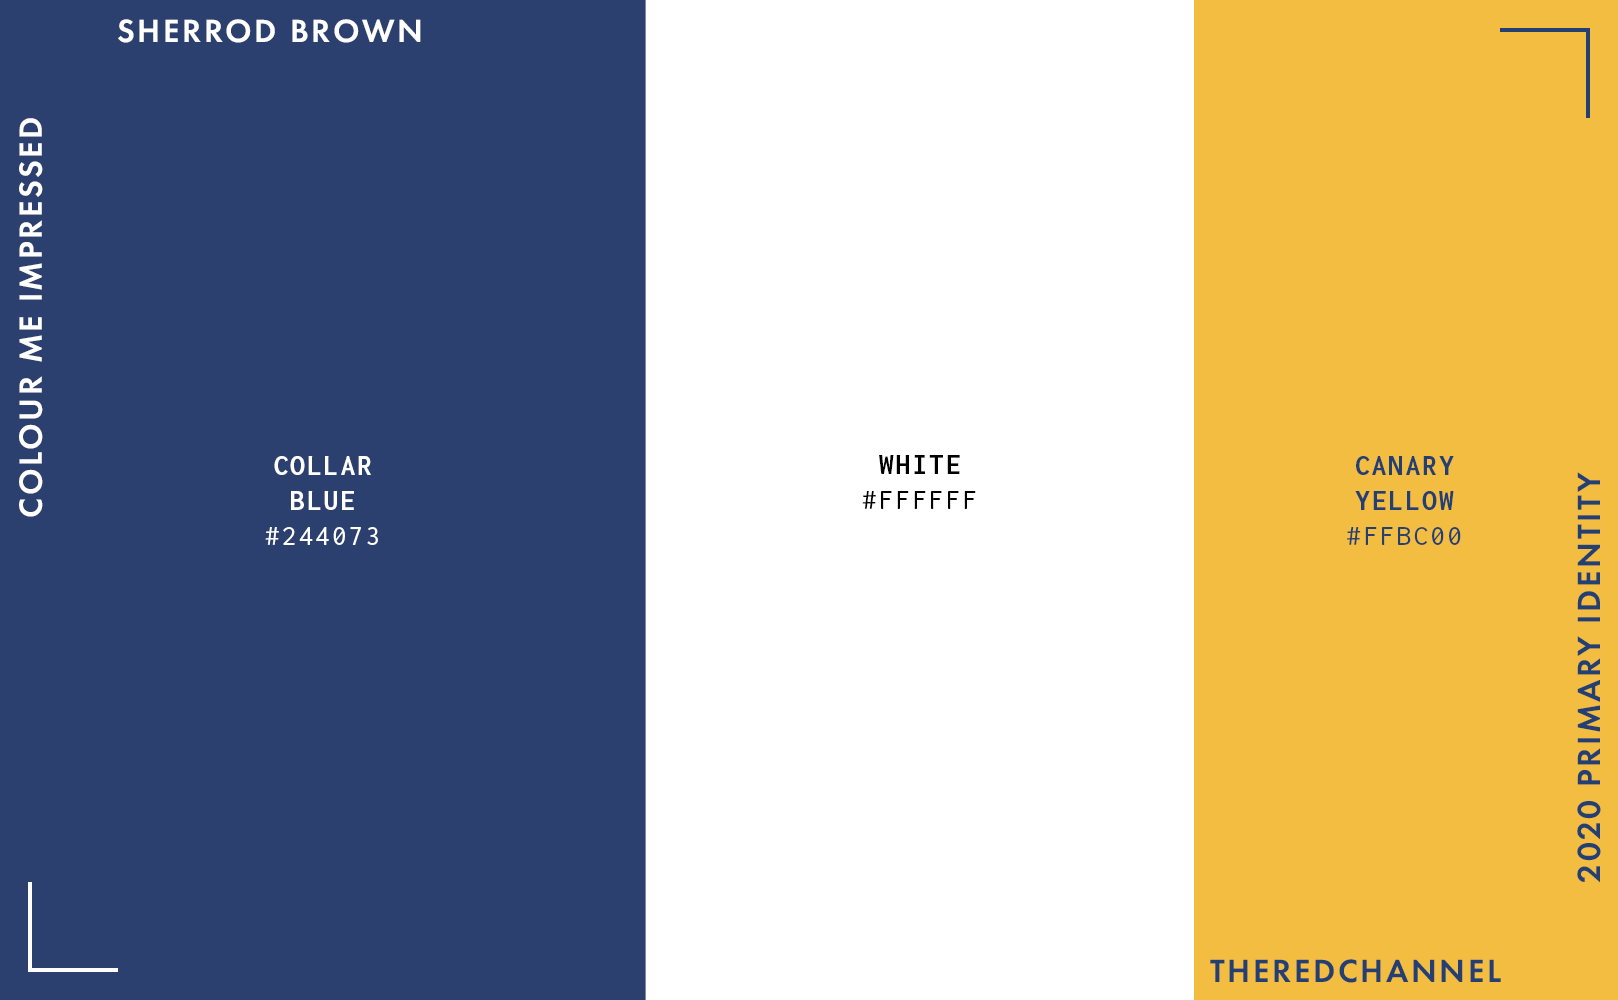 SHERROD BROWN
COLOUR ME IMPRESSED
COLLAR
BLUE
#244073
WHITE
#FFFFFF
CANARY
YELLOW
#FFBC00
2020 PRIMARY IDENTITY
THEREDCHANNEL